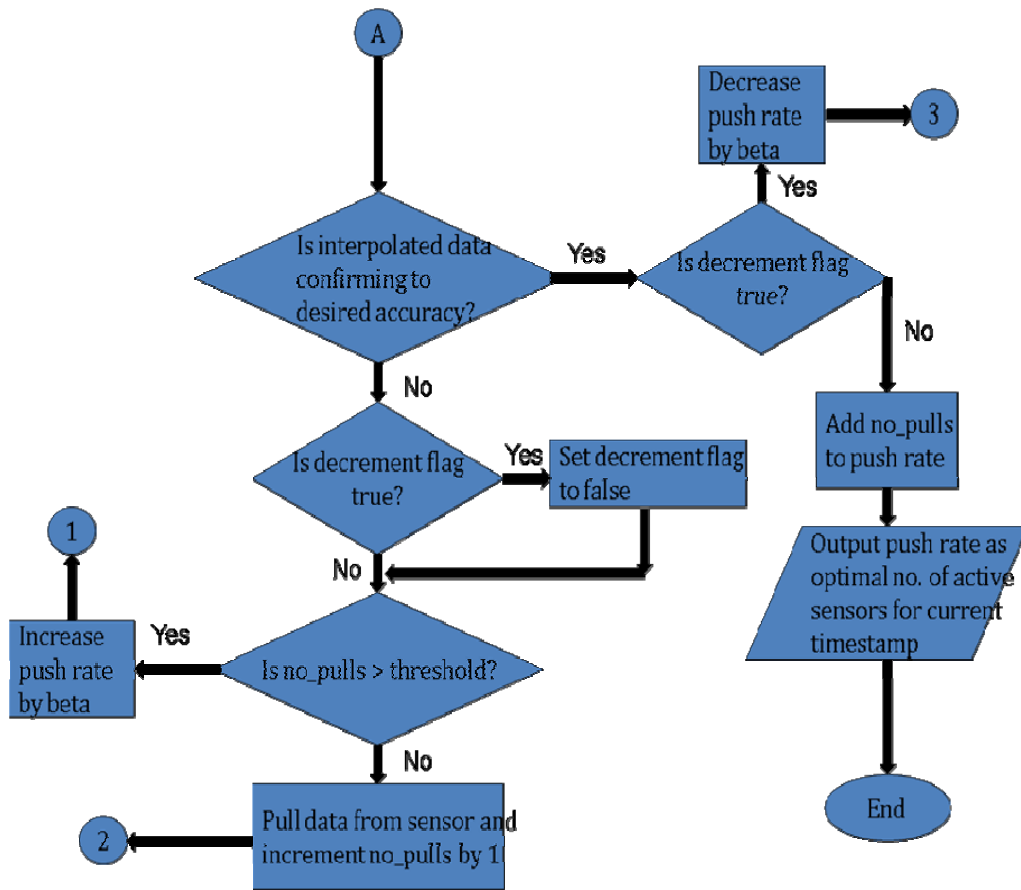 A
Decrease
push rate
by beta
3
Yes
Is interpolated data
confirming to
desired accuracy?
Yes
Is decrement flag
true?
No
No
Add no_pulls
to push rate
Is decrement flag
true?
Yes
Set decrement flag
to false
1
No
Output push rate as
optimal no. of active
sensors for current
timestamp
Increase
push rate
by beta
Yes
Is no_pulls > threshold?
No
End
2
Pull data from sensor and
increment no_pulls by 1